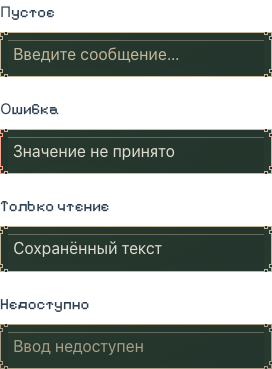 Пустое
Введите сообщение...
Ошибка
Значение не принято
Только чтение
Сохранённый текст
Недоступно
Ввод недоступен